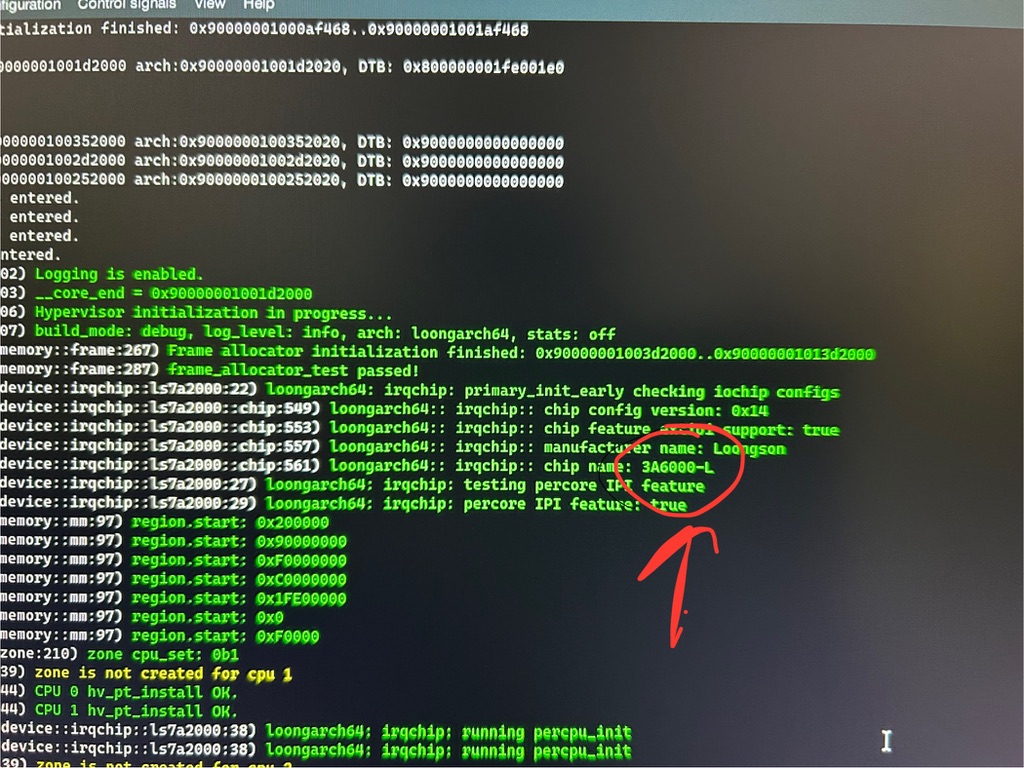 figuration Control signals View Help
tialization finished: 0x90000001000af468..0x90000001001af468
0000001001d2000 arch:0x90000001001d2020, DTB: 0x800000001fe001e0
00000100352000 arch:0x9000000100352020, DTB: 0x9000000000000000
0000001002d2000 arch:0x90000001002d2020, DTB: 0x9000000000000000
00000100252000 arch:0x9000000100252020, DTB: 0x9000000000000000
entered.
entered.
entered.
ntered.
02) Logging is enabled.
03) __core_end = 0x90000001001d2000
06) Hypervisor initialization in progress...
07) build_mode: debug, log_level: info, arch: loongarch64, stats: off
memory::frame:267) Frame allocator initialization finished: 0x90000001003d2000..0x90000001013d2000
memory::frame:287) frame_allocator_test passed!
device::irqchip::ls7a2000:22) loongarch64: irqchip: primary_init_early checking iochip configs
device::irqchip::ls7a2000::chip:549) loongarch64:: irqchip:: chip config version: 0x14
device::irqchip::ls7a2000::chip:553) loongarch64:: irqchip:: chip feature support: true
device::irqchip::ls7a2000::chip:557) loongarch64:: irqchip:: manufacturer name: Loongson
device::irqchip::ls7a2000::chip:561) loongarch64:: irqchip:: chip name: 3A6000-L
device::irqchip::ls7a2000:27) loongarch64: irqchip: testing percore IPI feature
device::irqchip::ls7a2000:29) loongarch64: irqchip: percore IPI feature: true
memory::mm:97) region.start: 0x200000
memory::mm:97) region.start: 0x90000000
memory::mm:97) region.start: 0xF0000000
memory::mm:97) region.start: 0xC0000000
memory::mm:97) region.start: 0x1FE00000
memory::mm:97) region.start: 0x0
memory::mm:97) region.start: 0xF0000
zone:210) zone cpu_set: 0b1
39) zone is not created for cpu 1
44) CPU 0 hv_pt_install OK.
44) CPU 1 hv_pt_install OK.
device::irqchip::ls7a2000:38) loongarch64: irqchip: running percpu_init
device::irqchip::ls7a2000:38) loongarch64: irqchip: running percpu_init
39) zone is not created for cpu 2